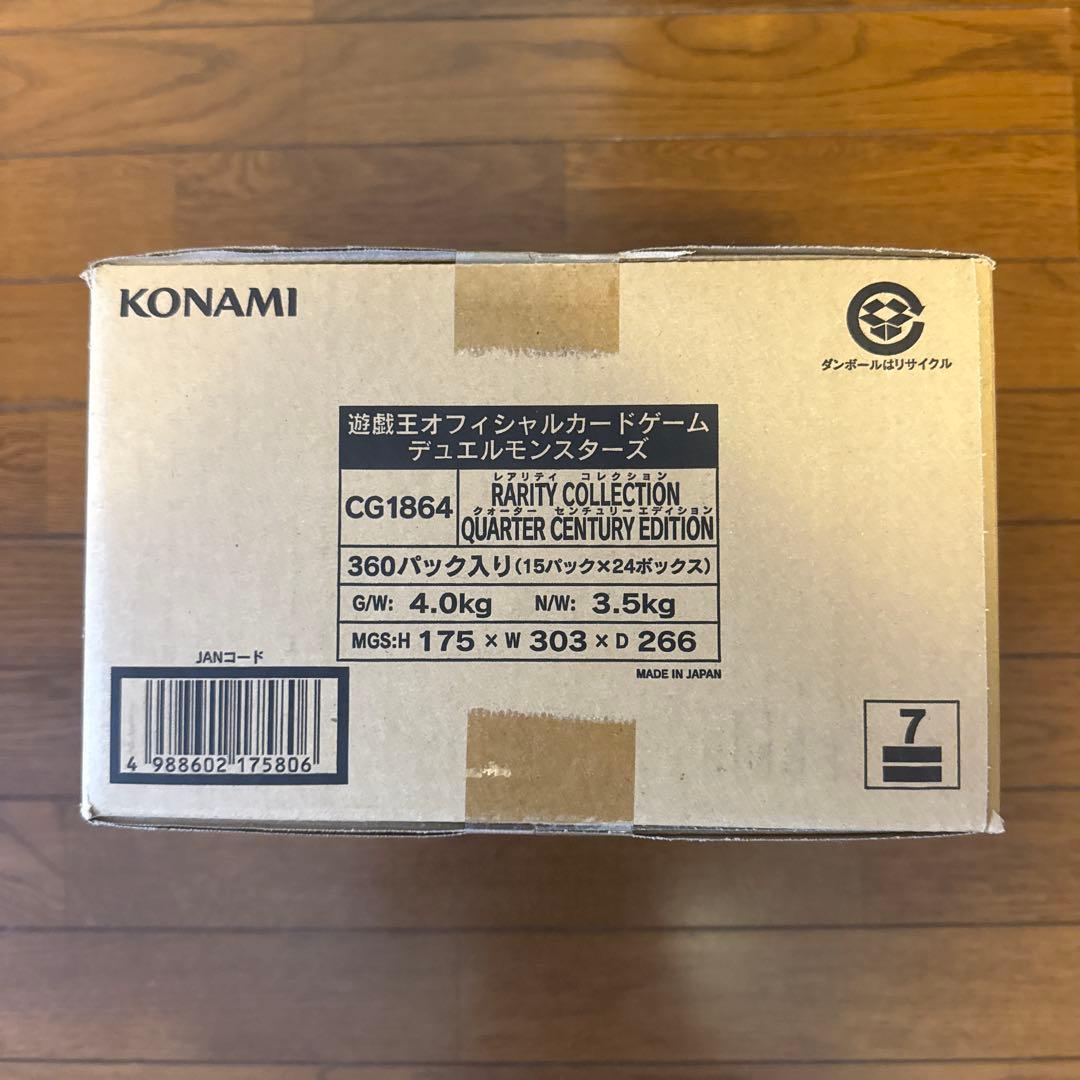 KONAMI
ダンボールはリサイクル
遊戯王オフィシャルカードゲーム
デュエルモンスターズ
CG1864
レアリティ コレクション
RARITY COLLECTION
クォーター センチュリー エディション
QUARTER CENTURY EDITION
360パック入り(15パック×24ボックス)
G/W: 4.0kg N/W: 3.5kg
MGS:H 175 × W 303 × D 266
MADE IN JAPAN
JANコード
4 988602 175806
7